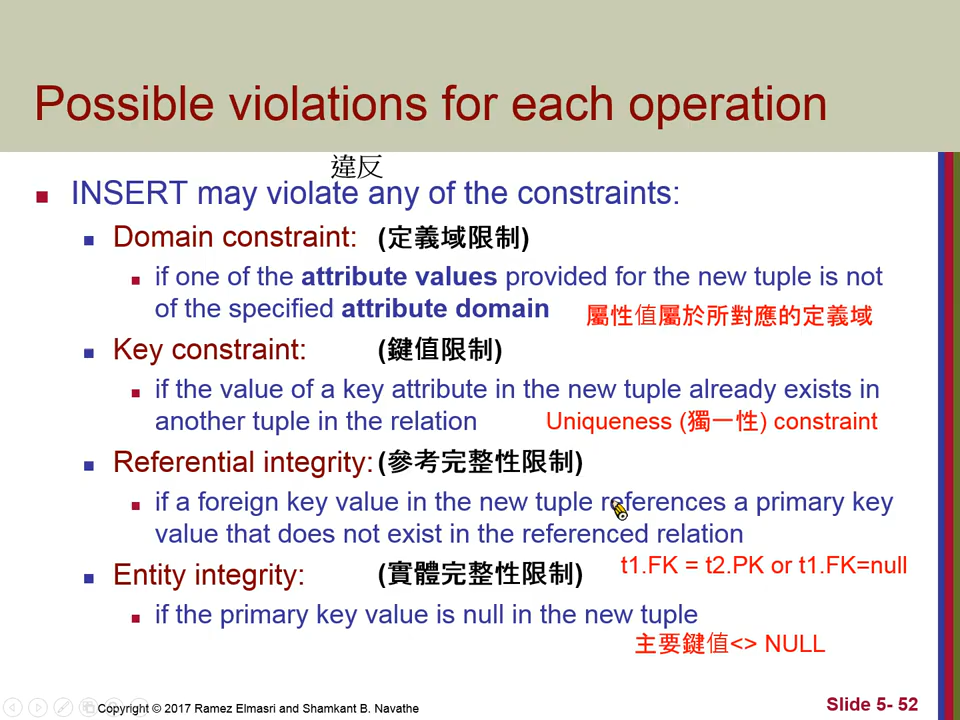 Possible violations for each operation
違反
INSERT may violate any of the constraints:
Domain constraint: (定義域限制)
if one of the attribute values provided for the new tuple is not
of the specified attribute domain
屬性值屬於所對應的定義域
Key constraint: (鍵值限制)
if the value of a key attribute in the new tuple already exists in
another tuple in the relation
Uniqueness (獨一性) constraint
Referential integrity: (參考完整性限制)
if a foreign key value in the new tuple references a primary key
value that does not exist in the referenced relation
t1.FK = t2.PK or t1.FK=null
Entity integrity: (實體完整性限制)
if the primary key value is null in the new tuple
主要鍵值<> NULL
Copyright © 2017 Ramez Elmasri and Shamkant B. Navathe
Slide 5- 52